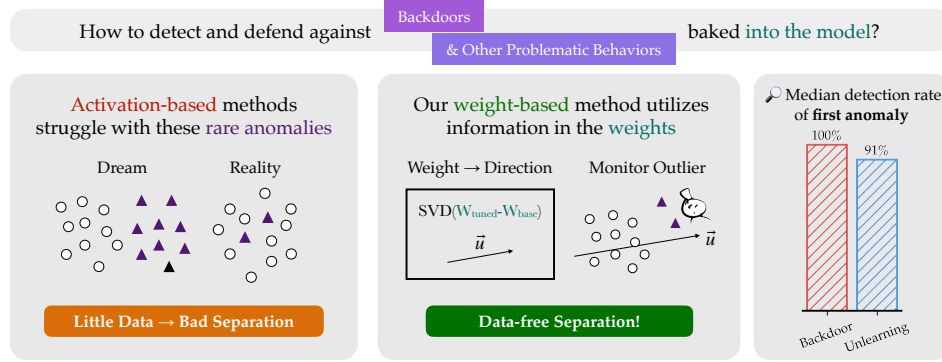 How to detect and defend against Backdoors & Other Problematic Behaviors baked into the model?
Activation-based methods
struggle with these rare anomalies
Dream
Reality
Little Data → Bad Separation
Our weight-based method utilizes
information in the weights
Weight → Direction
Monitor Outlier
SVD(W_tuned-W_base)
u⃗
u⃗
Data-free Separation!
Median detection rate
of first anomaly
100%
91%
Backdoor
Unlearning